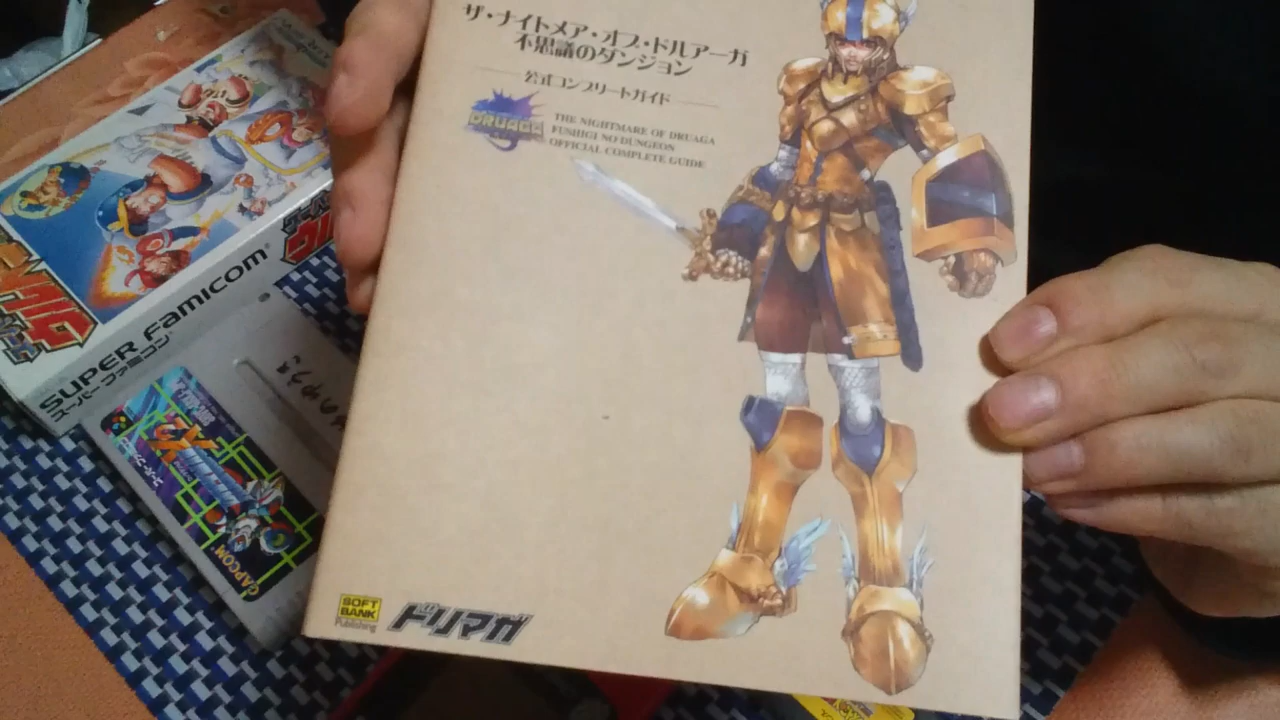 ザ・ナイトメア・オブ・ドルアーガ
不思議のダンジョン
公式コンプリートガイド
DRUAGA
THE NIGHTMARE OF DRUAGA
FUSHIGI NO DUNGEON
OFFICIAL COMPLETE GUIDE
SOFT
BANK
Publishing
ドリマガ
SUPER FAMICOM
スーパーファミコン
X2
CAPCOM